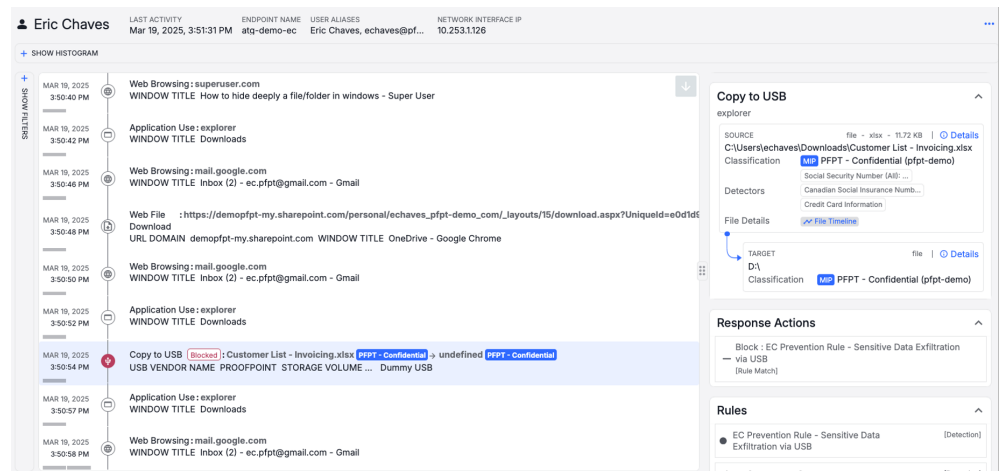 Eric Chaves
LAST ACTIVITY
Mar 19, 2025, 3:51:31 PM
ENDPOINT NAME
atg-demo-ec
USER ALIASES
Eric Chaves, echaves@pf...
NETWORK INTERFACE IP
10.253.1.126
+ SHOW HISTOGRAM
+ SHOW FILTERS
MAR 19, 2025
3:50:40 PM
Web Browsing: superuser.com
WINDOW TITLE How to hide deeply a file/folder in windows - Super User
MAR 19, 2025
3:50:42 PM
Application Use: explorer
WINDOW TITLE Downloads
MAR 19, 2025
3:50:46 PM
Web Browsing: mail.google.com
WINDOW TITLE Inbox (2) - ec.pfpt@gmail.com - Gmail
MAR 19, 2025
3:50:48 PM
Web File : https://demopfpt-my.sharepoint.com/personal/echaves_pfpt-demo_com/_layouts/15/download.aspx?UniqueId=e0d1d9
Download
URL DOMAIN demopfpt-my.sharepoint.com WINDOW TITLE OneDrive - Google Chrome
MAR 19, 2025
3:50:50 PM
Web Browsing: mail.google.com
WINDOW TITLE Inbox (2) - ec.pfpt@gmail.com - Gmail
MAR 19, 2025
3:50:52 PM
Application Use: explorer
WINDOW TITLE Downloads
MAR 19, 2025
3:50:54 PM
Copy to USB Blocked : Customer List - Invoicing.xlsx PFPT - Confidential → undefined PFPT - Confidential
USB VENDOR NAME PROOFPOINT STORAGE VOLUME ... Dummy USB
MAR 19, 2025
3:50:57 PM
Application Use: explorer
WINDOW TITLE Downloads
MAR 19, 2025
3:50:58 PM
Web Browsing: mail.google.com
WINDOW TITLE Inbox (2) - ec.pfpt@gmail.com - Gmail
Copy to USB
explorer
SOURCE file - xlsx - 11.72 KB | Details
C:\Users\echaves\Downloads\Customer List - Invoicing.xlsx
Classification MIP PFPT - Confidential (pfpt-demo)
Detectors
Social Security Number (All): ...
Canadian Social Insurance Numb...
Credit Card Information
File Details File Timeline
TARGET file | Details
D:\
Classification MIP PFPT - Confidential (pfpt-demo)
Response Actions
Block : EC Prevention Rule - Sensitive Data Exfiltration
via USB
[Rule Match]
Rules
EC Prevention Rule - Sensitive Data [Detection]
Exfiltration via USB